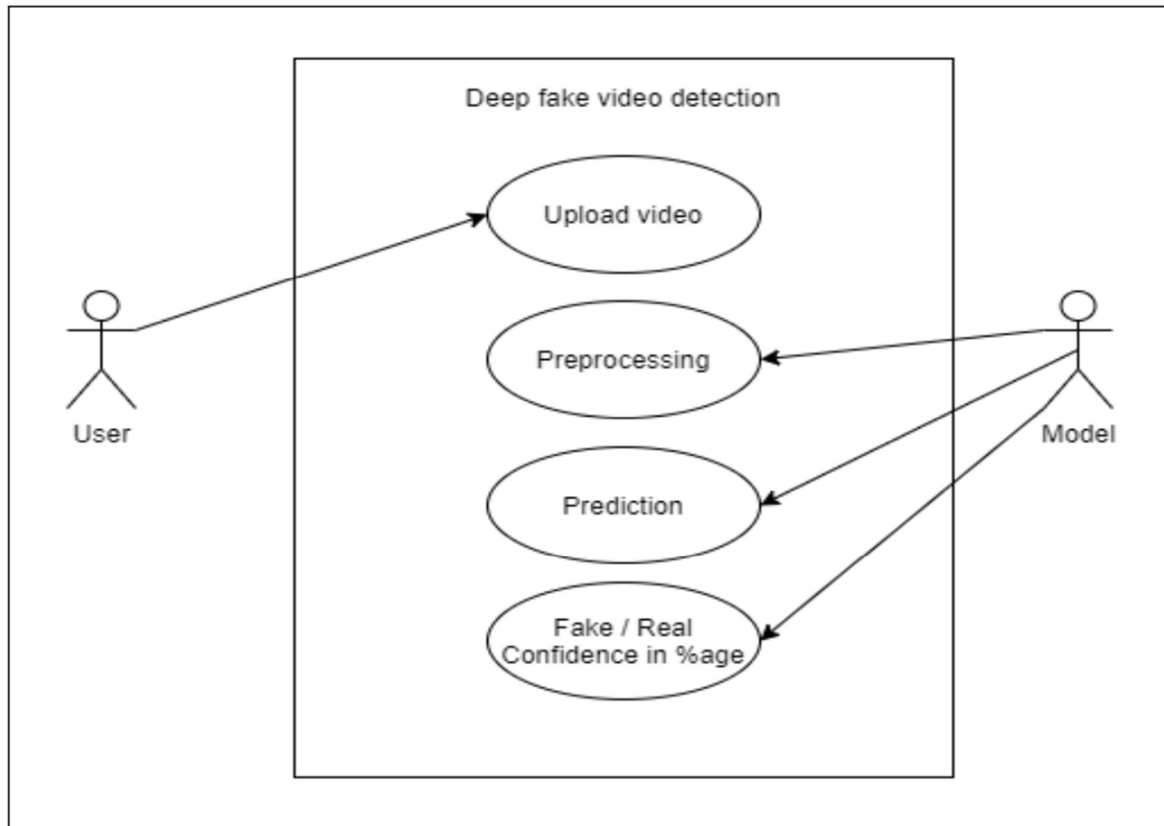 Deep fake video detection
Upload video
Preprocessing
User
Model
Prediction
Fake / Real
Confidence in %age